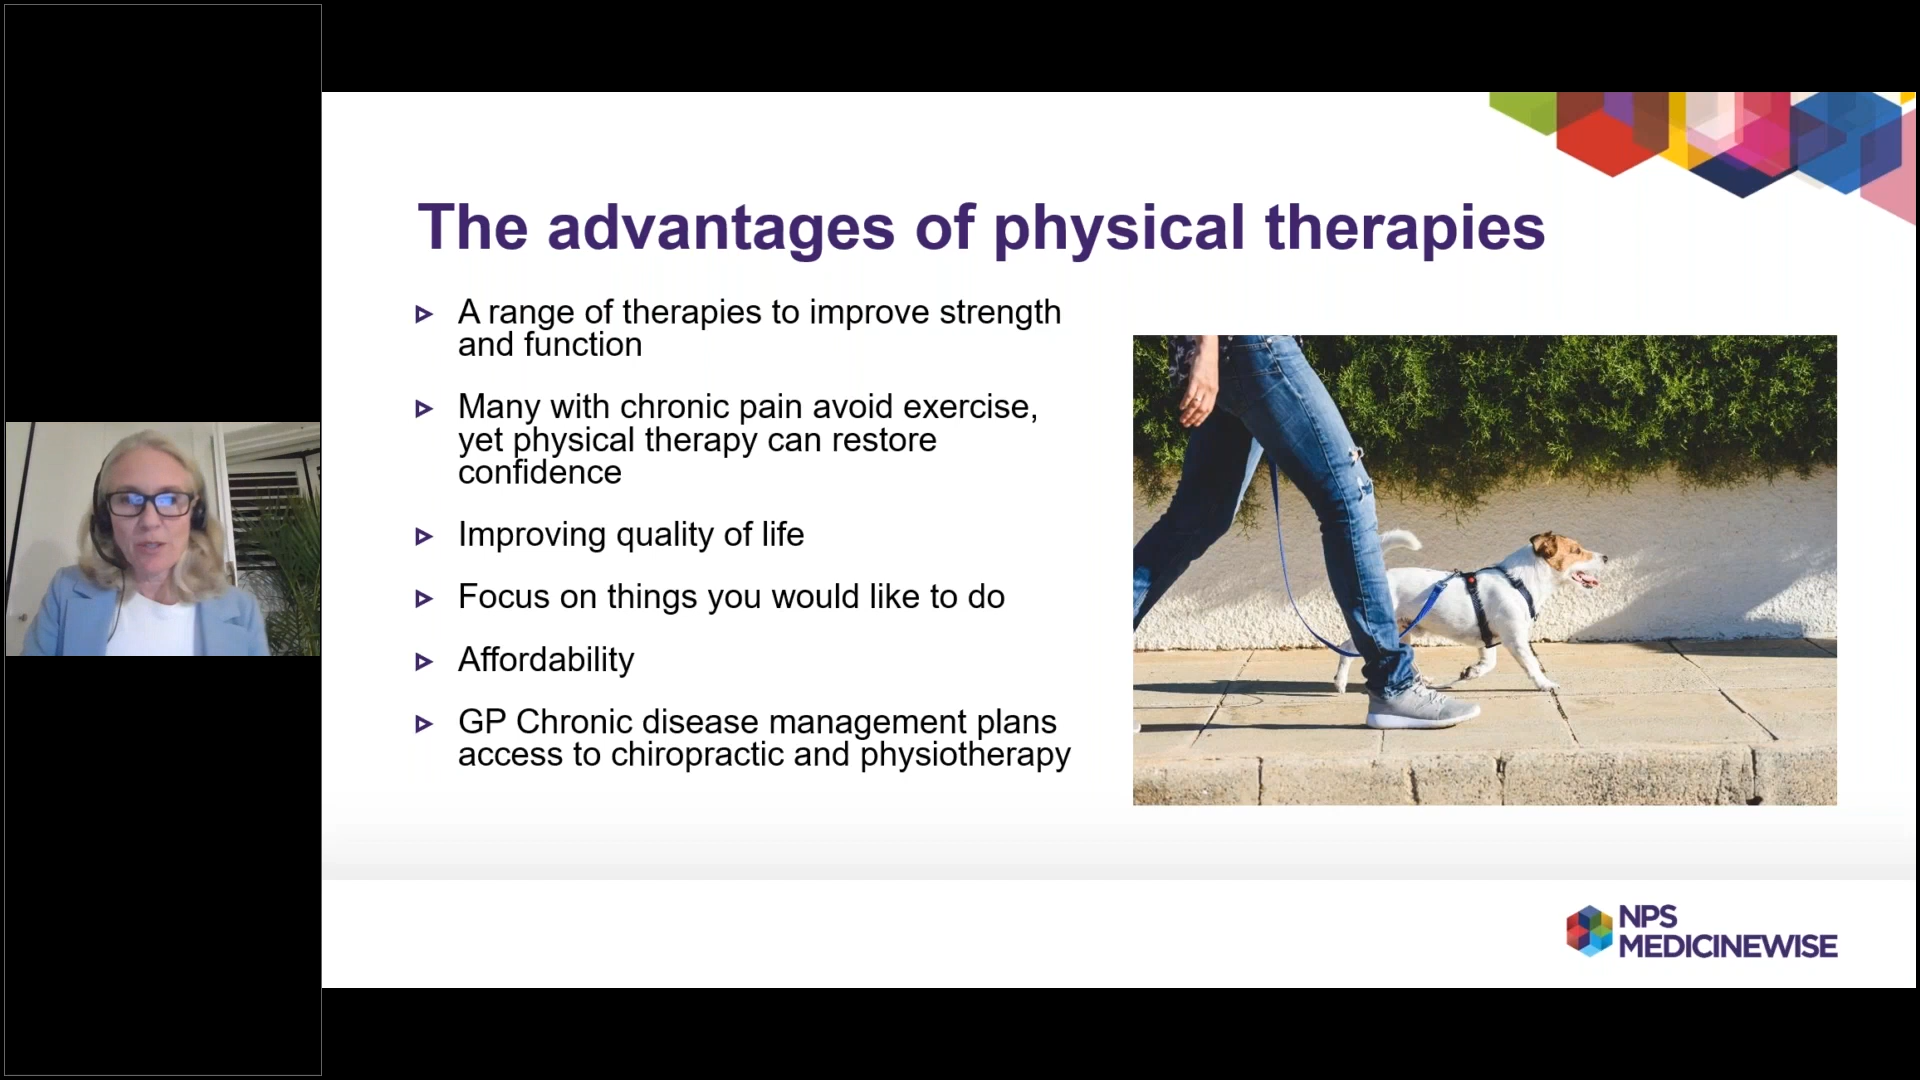 The advantages of physical therapies
A range of therapies to improve strength
and function
Many with chronic pain avoid exercise,
yet physical therapy can restore
confidence
Improving quality of life
Focus on things you would like to do
Affordability
GP Chronic disease management plans
access to chiropractic and physiotherapy
NPS
MEDICINEWISE